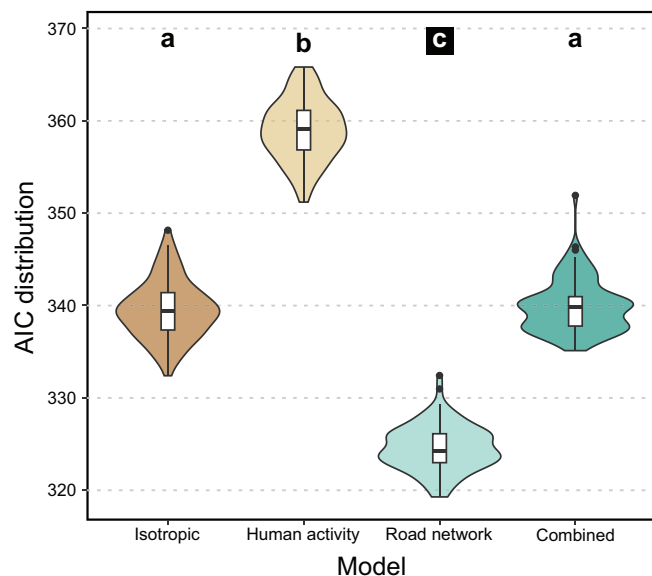 370
360
350
340
330
320
AIC distribution
a b c a
Isotropic Human activity Road network Combined
Model